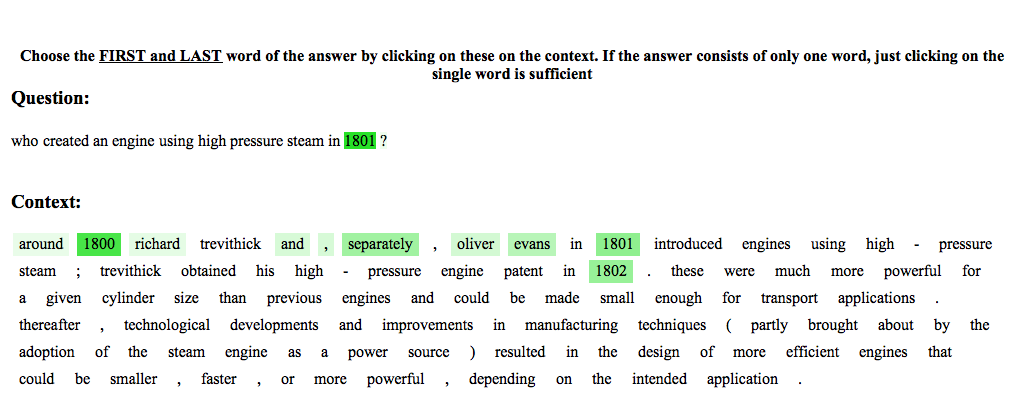 Choose the FIRST and LAST word of the answer by clicking on these on the context. If the answer consists of only one word, just clicking on the
single word is sufficient
Question:
who created an engine using high pressure steam in 1801 ?
Context:
around 1800 richard trevithick and , separately , oliver evans in 1801 introduced engines using high - pressure
steam ; trevithick obtained his high - pressure engine patent in 1802 . these were much more powerful for
a given cylinder size than previous engines and could be made small enough for transport applications .
thereafter , technological developments and improvements in manufacturing techniques ( partly brought about by the
adoption of the steam engine as a power source ) resulted in the design of more efficient engines that
could be smaller , faster , or more powerful , depending on the intended application .